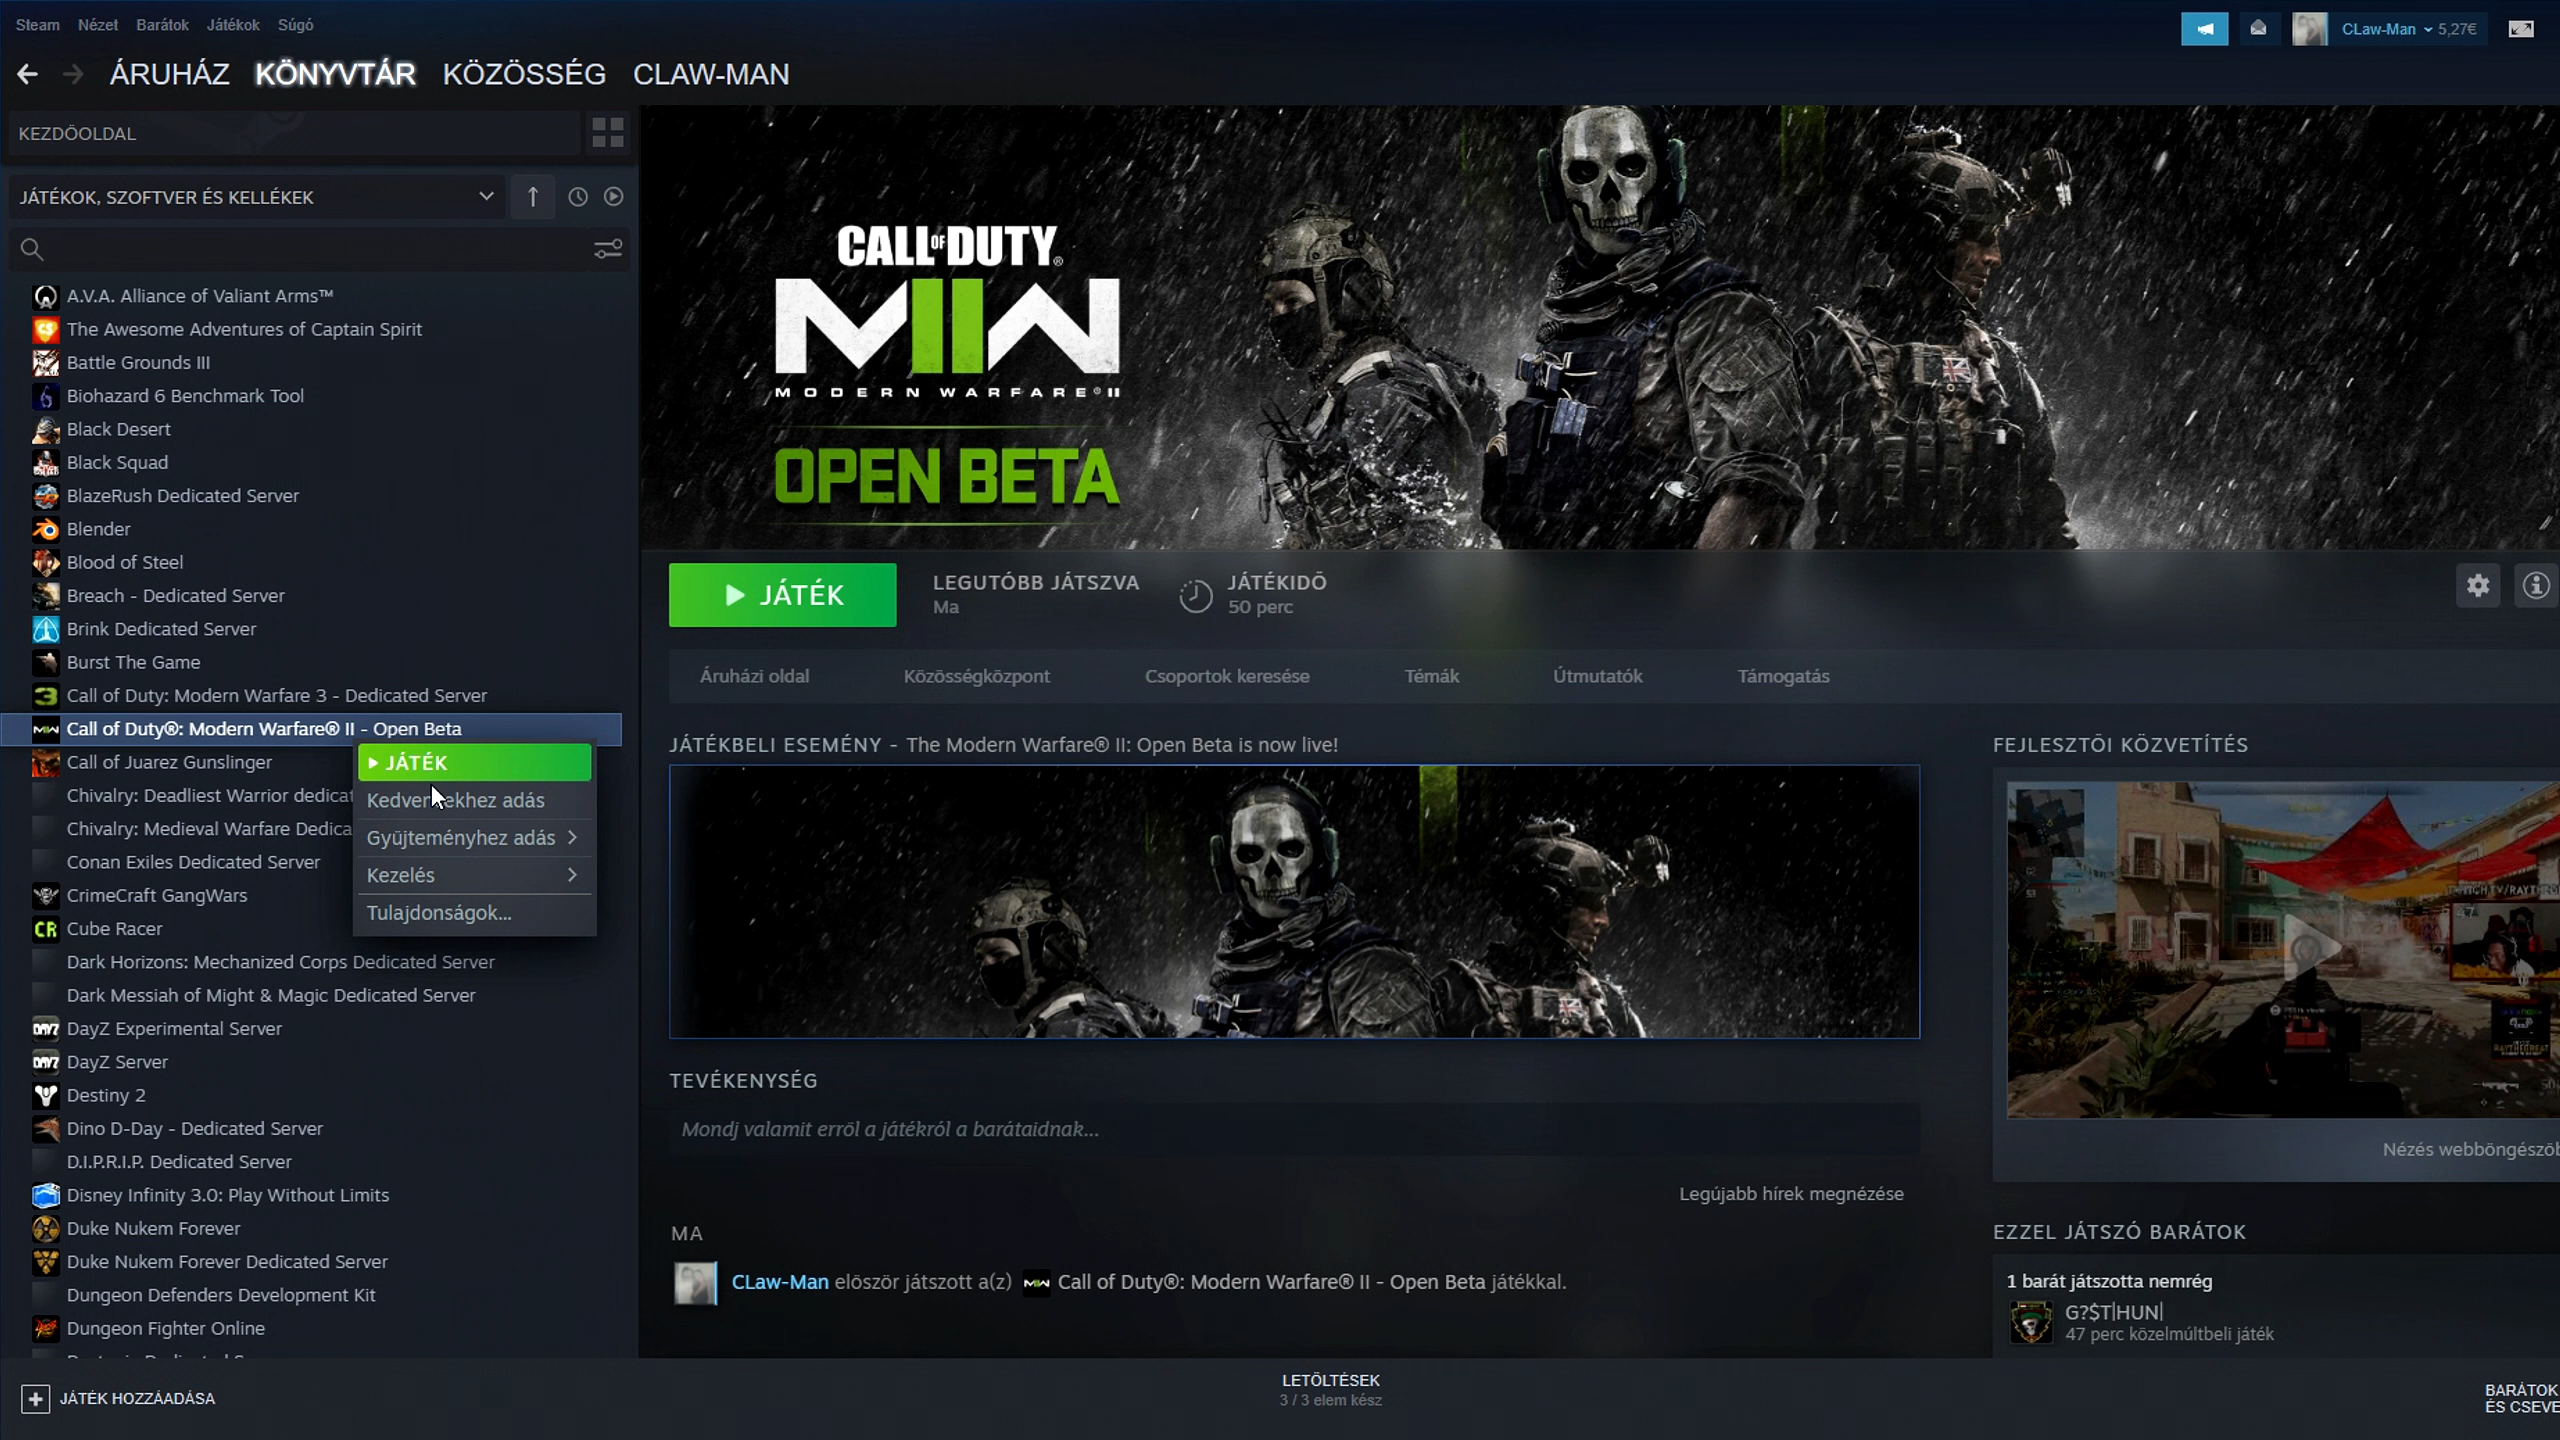 Steam Nézet Barátok Játékok Súgó
CLaw-Man 5,27€
ÁRUHÁZ KÖNYVTÁR KÖZÖSSÉG CLAW-MAN
KEZDŐOLDAL
JÁTÉKOK, SZOFTVER ÉS KELLÉKEK
A.V.A. Alliance of Valiant Arms™
The Awesome Adventures of Captain Spirit
Battle Grounds III
Biohazard 6 Benchmark Tool
Black Desert
Black Squad
BlazeRush Dedicated Server
Blender
Blood of Steel
Breach - Dedicated Server
Brink Dedicated Server
Burst The Game
Call of Duty: Modern Warfare 3 - Dedicated Server
Call of Duty®: Modern Warfare® II - Open Beta
Call of Juarez Gunslinger
Chivalry: Deadliest Warrior dedicat
Chivalry: Medieval Warfare Dedica
Conan Exiles Dedicated Server
CrimeCraft GangWars
Cube Racer
Dark Horizons: Mechanized Corps Dedicated Server
Dark Messiah of Might & Magic Dedicated Server
DayZ Experimental Server
DayZ Server
Destiny 2
Dino D-Day - Dedicated Server
D.I.P.R.I.P. Dedicated Server
Disney Infinity 3.0: Play Without Limits
Duke Nukem Forever
Duke Nukem Forever Dedicated Server
Dungeon Defenders Development Kit
Dungeon Fighter Online
JÁTÉK
Kedvencekhez adás
Gyűjteményhez adás
Kezelés
Tulajdonságok...
CALL OF DUTY®
MWII
MODERN WARFARE® II
OPEN BETA
JÁTÉK
LEGUTÓBB JÁTSZVA
Ma
JÁTÉKIDŐ
50 perc
Áruházi oldal Közösségközpont Csoportok keresése Témák Útmutatók Támogatás
JÁTÉKBELI ESEMÉNY - The Modern Warfare® II: Open Beta is now live!
TEVÉKENYSÉG
Mondj valamit erről a játékról a barátaidnak...
Legújabb hírek megnézése
MA
CLaw-Man először játszott a(z) Call of Duty®: Modern Warfare® II - Open Beta játékkal.
FEJLESZTŐI KÖZVETÍTÉS
Nézés webböngészőb
EZZEL JÁTSZÓ BARÁTOK
1 barát játszotta nemrég
G?$T|HUN|
47 perc közelmúltbeli játék
JÁTÉK HOZZÁADÁSA
LETÖLTÉSEK
3 / 3 elem kész
BARÁTOK
ÉS CSEVE